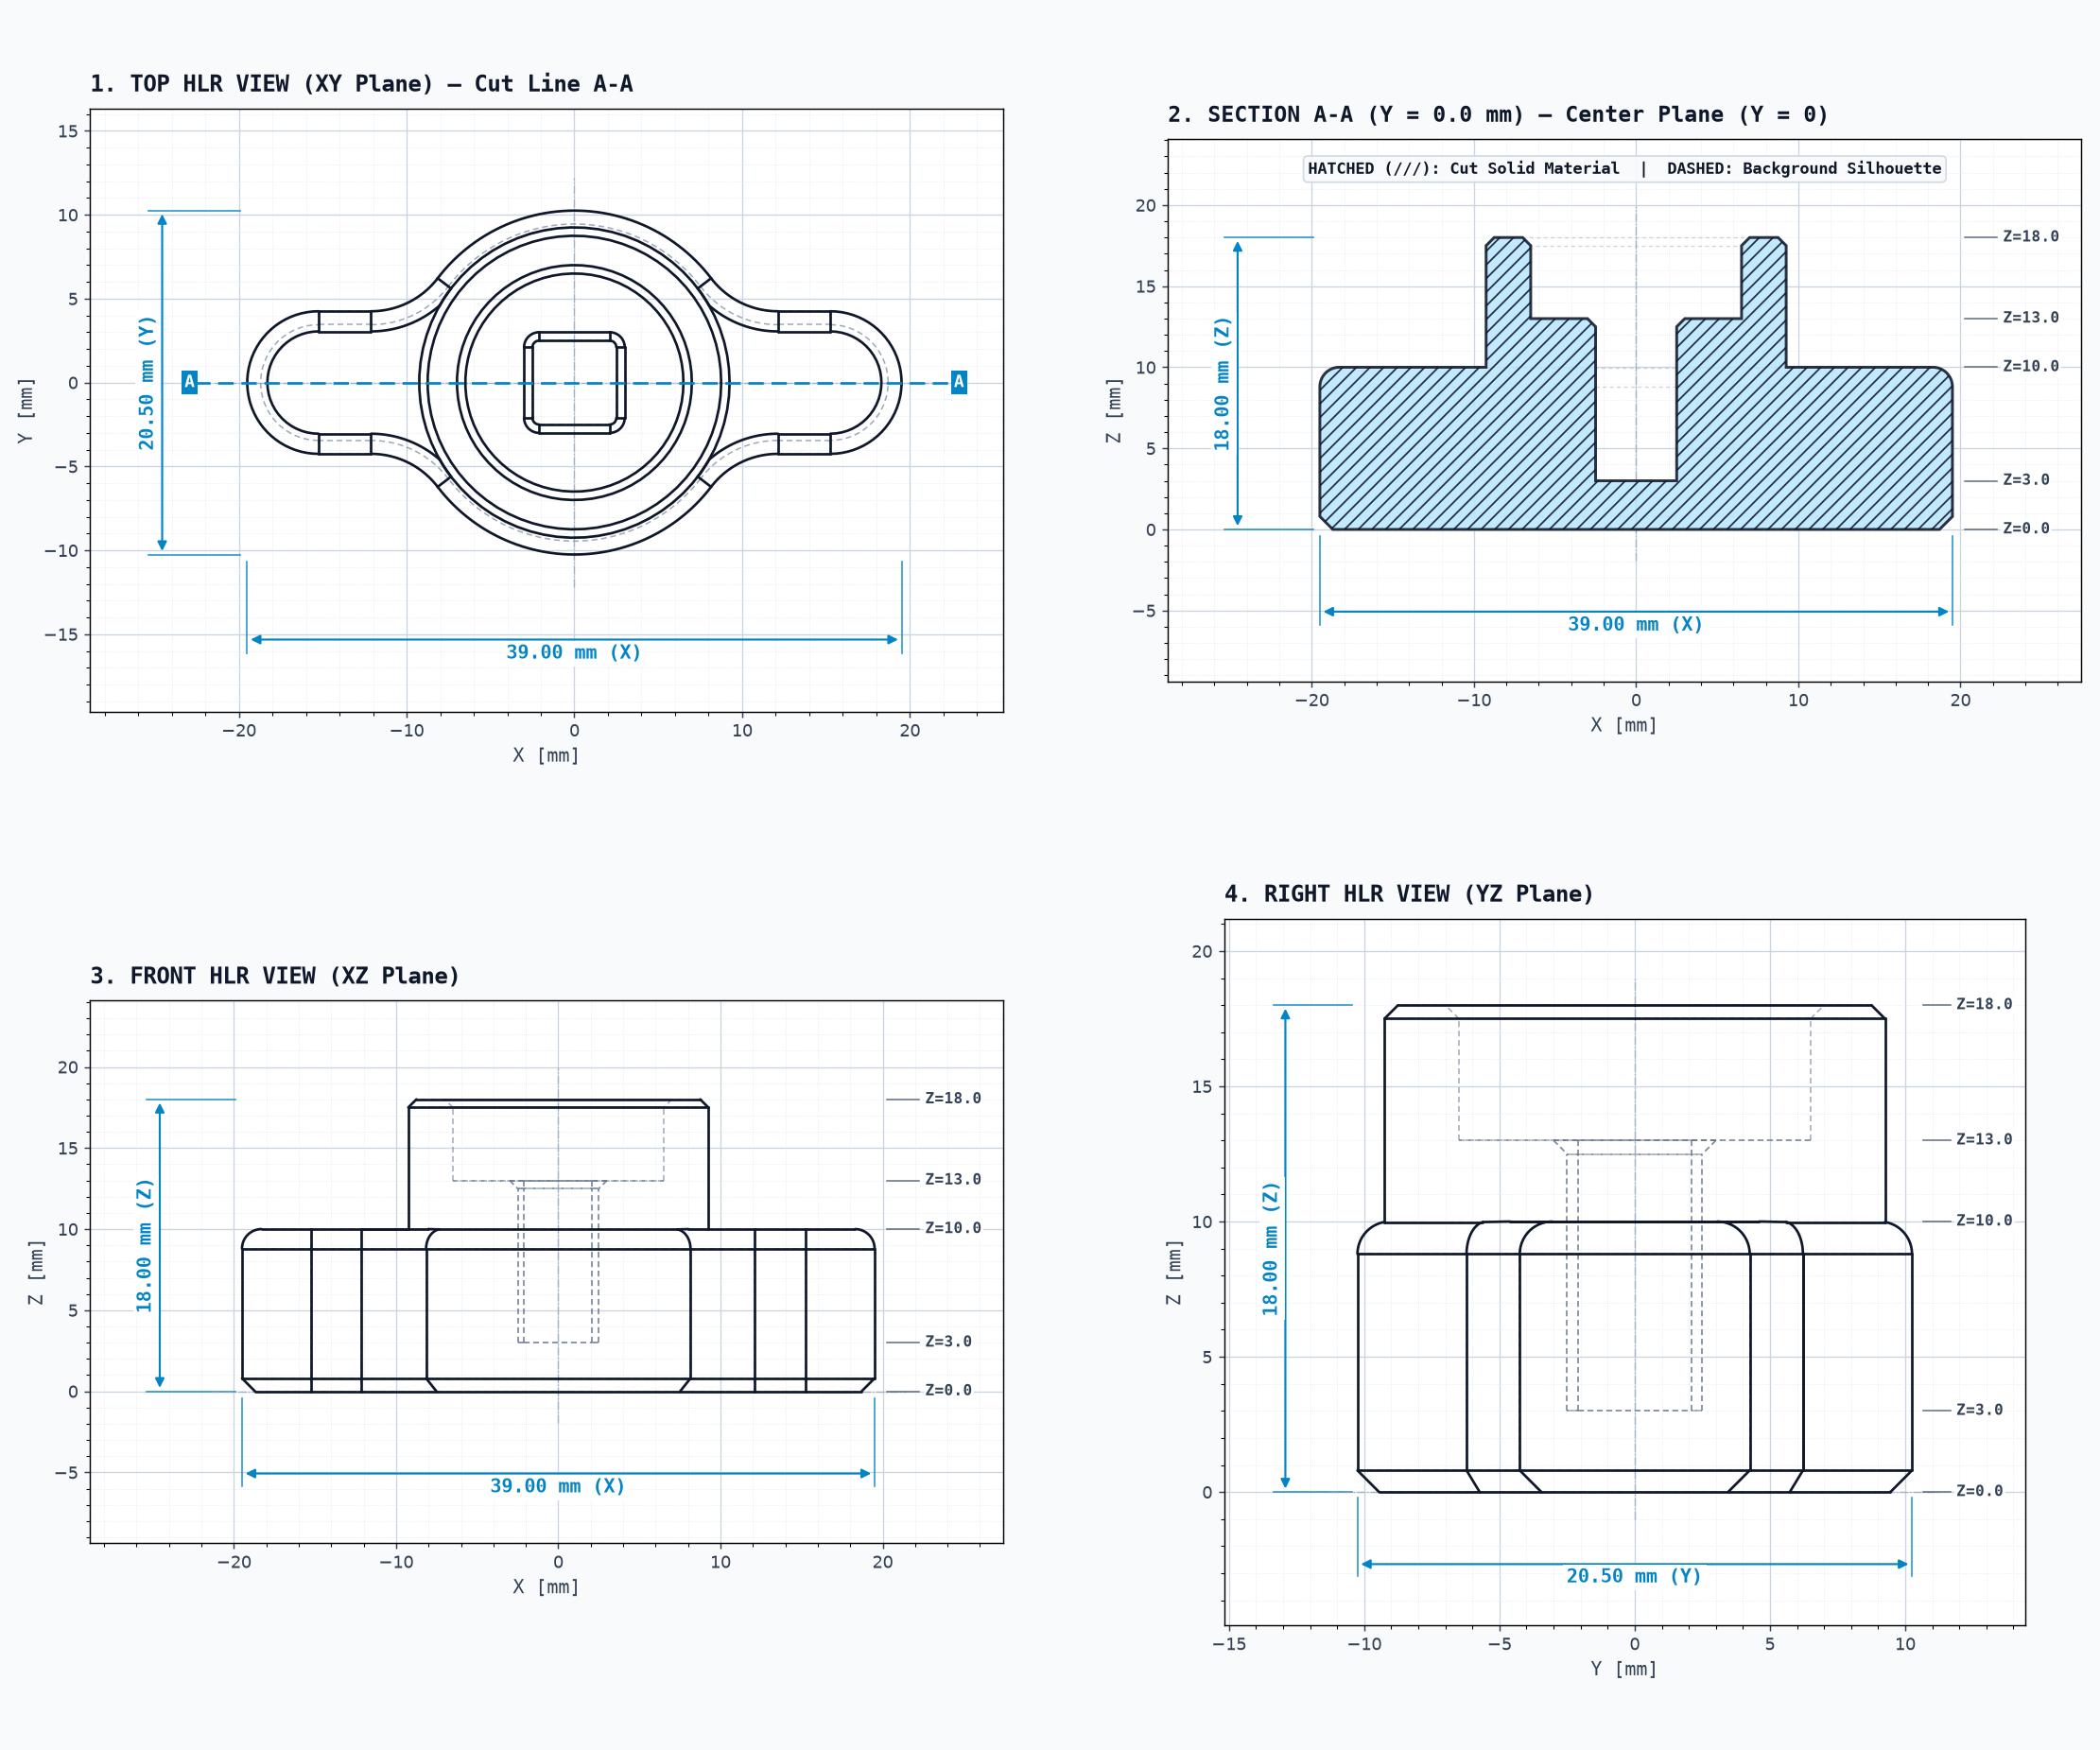 1. TOP HLR VIEW (XY Plane) — Cut Line A-A
15
10
5
0
−5
−10
−15
Y [mm]
20.50 mm (Y)
A
A
39.00 mm (X)
−20
−10
0
10
20
X [mm]
2. SECTION A-A (Y = 0.0 mm) — Center Plane (Y = 0)
HATCHED (///): Cut Solid Material | DASHED: Background Silhouette
20
15
10
5
0
−5
Z [mm]
18.00 mm (Z)
Z=18.0
Z=13.0
Z=10.0
Z=3.0
Z=0.0
39.00 mm (X)
−20
−10
0
10
20
X [mm]
3. FRONT HLR VIEW (XZ Plane)
20
15
10
5
0
−5
Z [mm]
18.00 mm (Z)
Z=18.0
Z=13.0
Z=10.0
Z=3.0
Z=0.0
39.00 mm (X)
−20
−10
0
10
20
X [mm]
4. RIGHT HLR VIEW (YZ Plane)
20
15
10
5
0
Z [mm]
18.00 mm (Z)
Z=18.0
Z=13.0
Z=10.0
Z=3.0
Z=0.0
20.50 mm (Y)
−15
−10
−5
0
5
10
Y [mm]